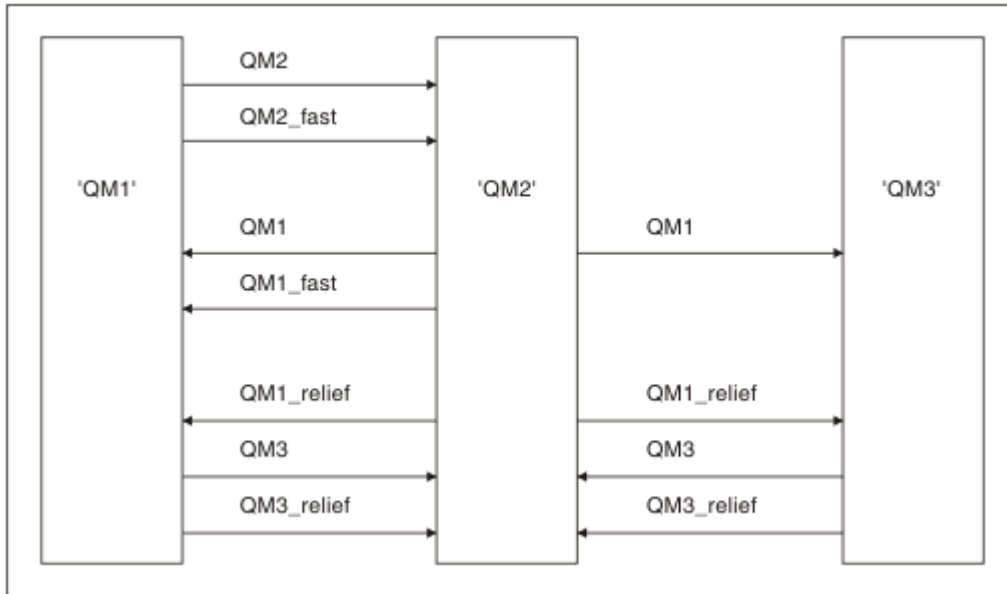 QM2
QM2_fast
'QM1' 'QM2' 'QM3'
QM1 QM1
QM1_fast
QM1_relief QM1_relief
QM3 QM3
QM3_relief QM3_relief